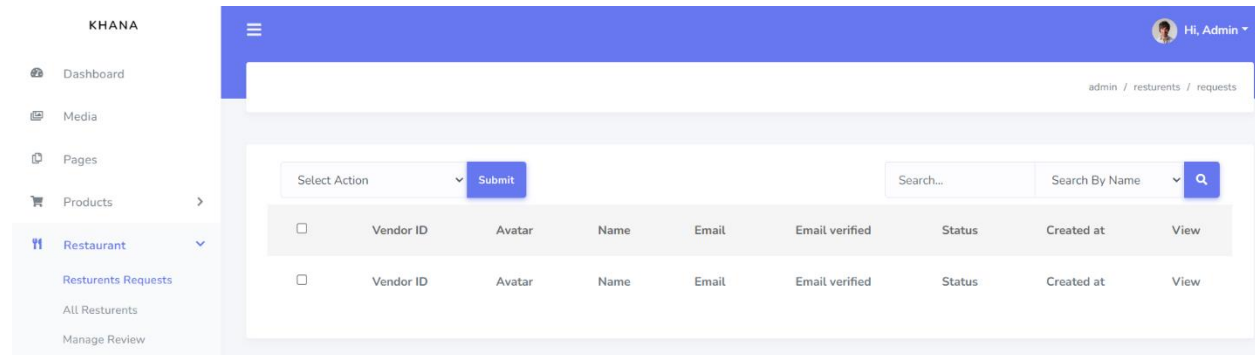 KHANA
Hi, Admin
Dashboard
admin / resturents / requests
Media
Pages
Select Action Submit Search... Search By Name
Products
Vendor ID Avatar Name Email Email verified Status Created at View
Restaurant
Resturents Requests
Vendor ID Avatar Name Email Email verified Status Created at View
All Resturents
Manage Review